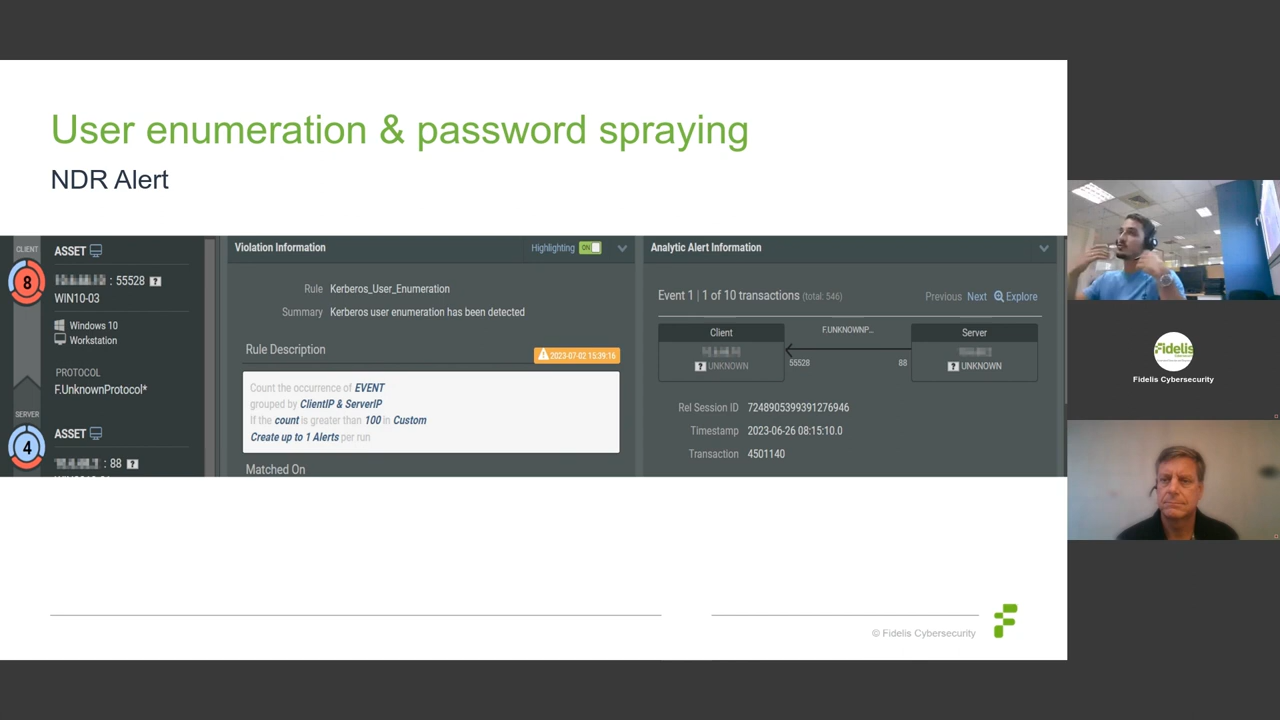 User enumeration & password spraying
NDR Alert
CLIENT
8
ASSET
: 55528 ?
WIN10-03
Windows 10
Workstation
PROTOCOL
F.UnknownProtocol*
SERVER
4
ASSET
: 88 ?
Violation Information
Highlighting ON
Rule Kerberos_User_Enumeration
Summary Kerberos user enumeration has been detected
Rule Description
2023-07-02 15:39:16
Count the occurrence of EVENT
grouped by ClientIP & ServerIP
If the count is greater than 100 in Custom
Create up to 1 Alerts per run
Matched On
Analytic Alert Information
Event 1 | 1 of 10 transactions (total: 546)
Previous Next Explore
Client
? UNKNOWN
F.UNKNOWNP...
55528 88
Server
? UNKNOWN
Rel Session ID 7248905399391276946
Timestamp 2023-06-26 08:15:10.0
Transaction 4501140
© Fidelis Cybersecurity
Fidelis
Fidelis Cybersecurity